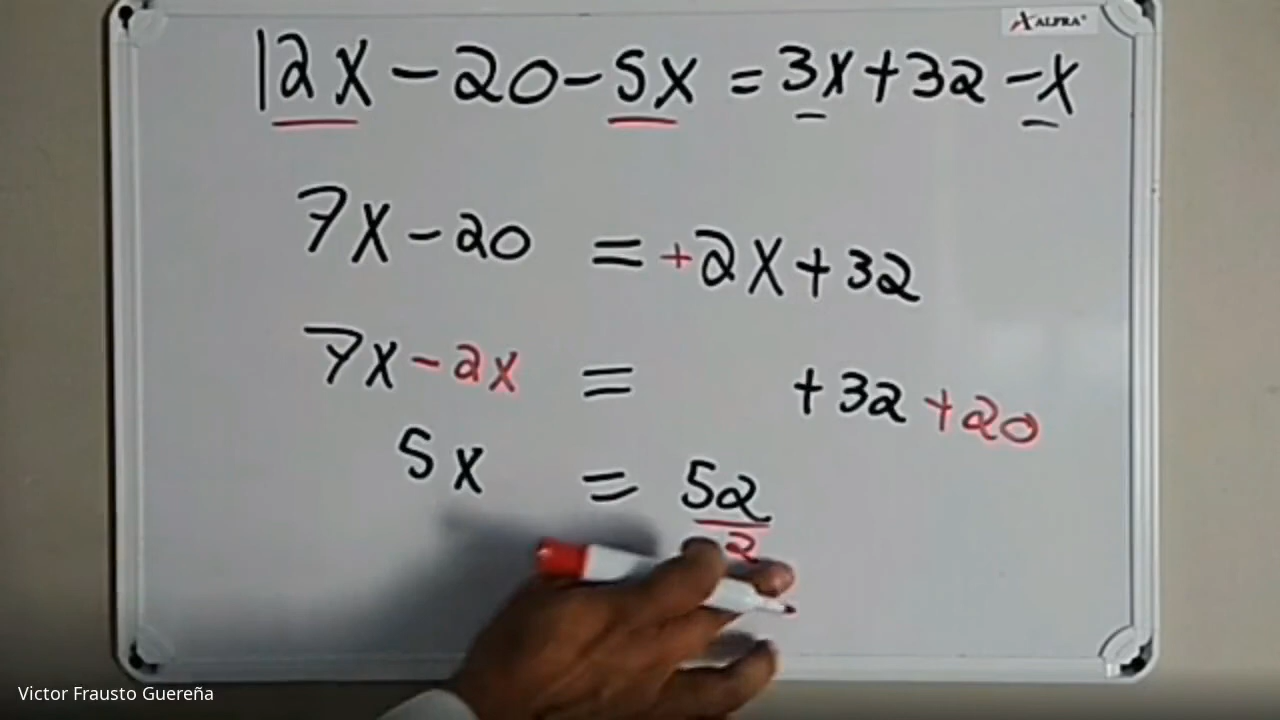 ALFRA
12X - 20 - 5X = 3X + 32 - X
7X - 20 = +2X + 32
7X - 2X = + 32 + 20
5X = 52
2
Victor Frausto Guereña